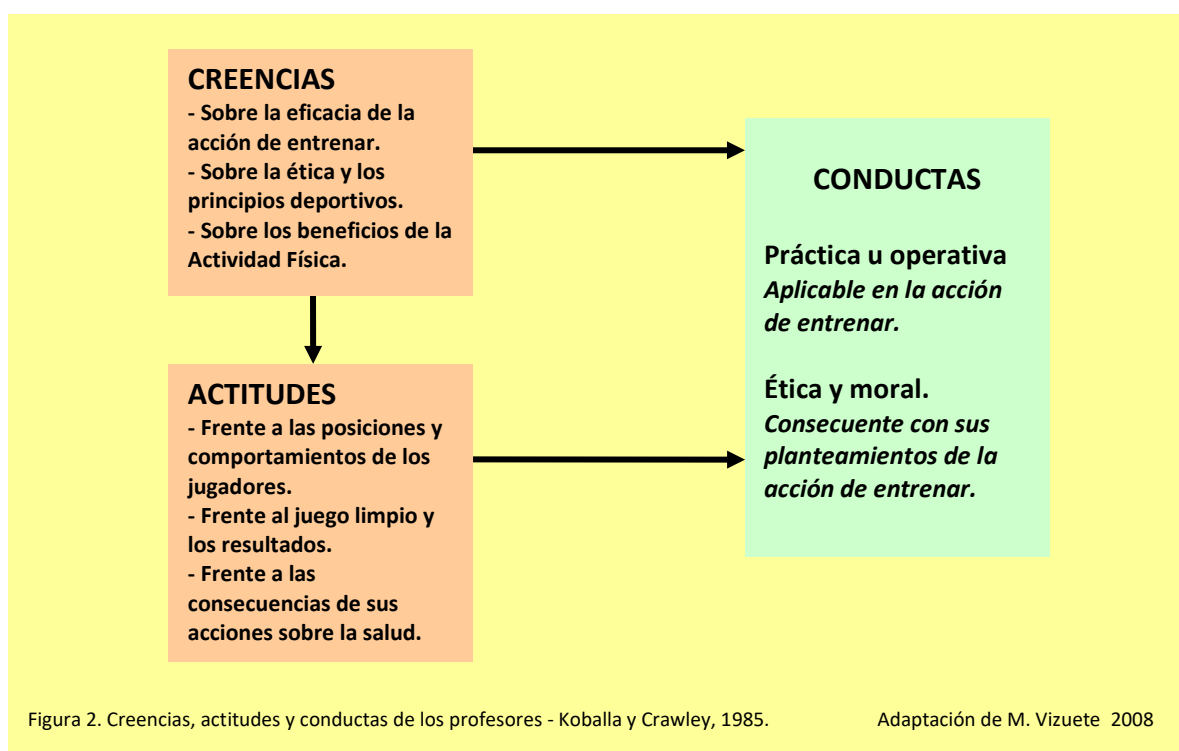 CREENCIAS
- Sobre la eficacia de la
acción de entrenar.
- Sobre la ética y los
principios deportivos.
- Sobre los beneficios de la
Actividad Física.
ACTITUDES
- Frente a las posiciones y
comportamientos de los
jugadores.
- Frente al juego limpio y
los resultados.
- Frente a las
consecuencias de sus
acciones sobre la salud.
CONDUCTAS
Práctica u operativa
Aplicable en la acción
de entrenar.
Ética y moral.
Consecuente con sus
planteamientos de la
acción de entrenar.
Figura 2. Creencias, actitudes y conductas de los profesores - Koballa y Crawley, 1985. Adaptación de M. Vizuete 2008